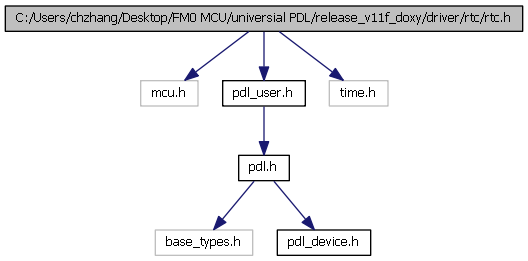 C:/Users/chzhang/Desktop/FM0 MCU/universial PDL/release_v11f_doxy/driver/rtc/rtc.h
mcu.h
pdl_user.h
time.h
pdl.h
base_types.h
pdl_device.h